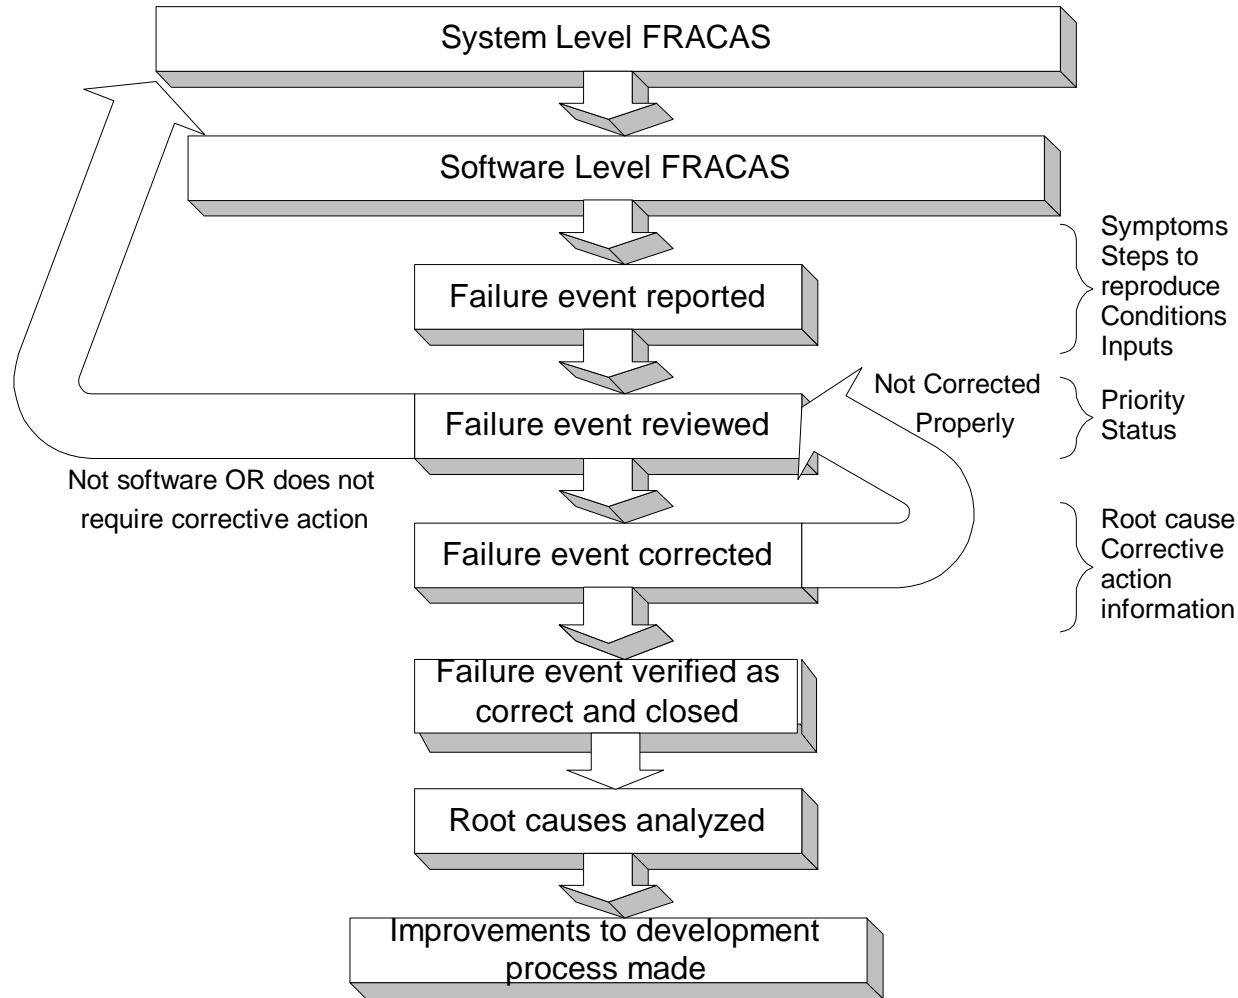 System Level FRACAS
Software Level FRACAS
Symptoms
Steps to
reproduce
Conditions
Inputs
Failure event reported
Not Corrected
Properly
Priority
Status
Failure event reviewed
Not software OR does not
require corrective action
Root cause
Corrective
action
information
Failure event corrected
Failure event verified as
correct and closed
Root causes analyzed
Improvements to development
process made